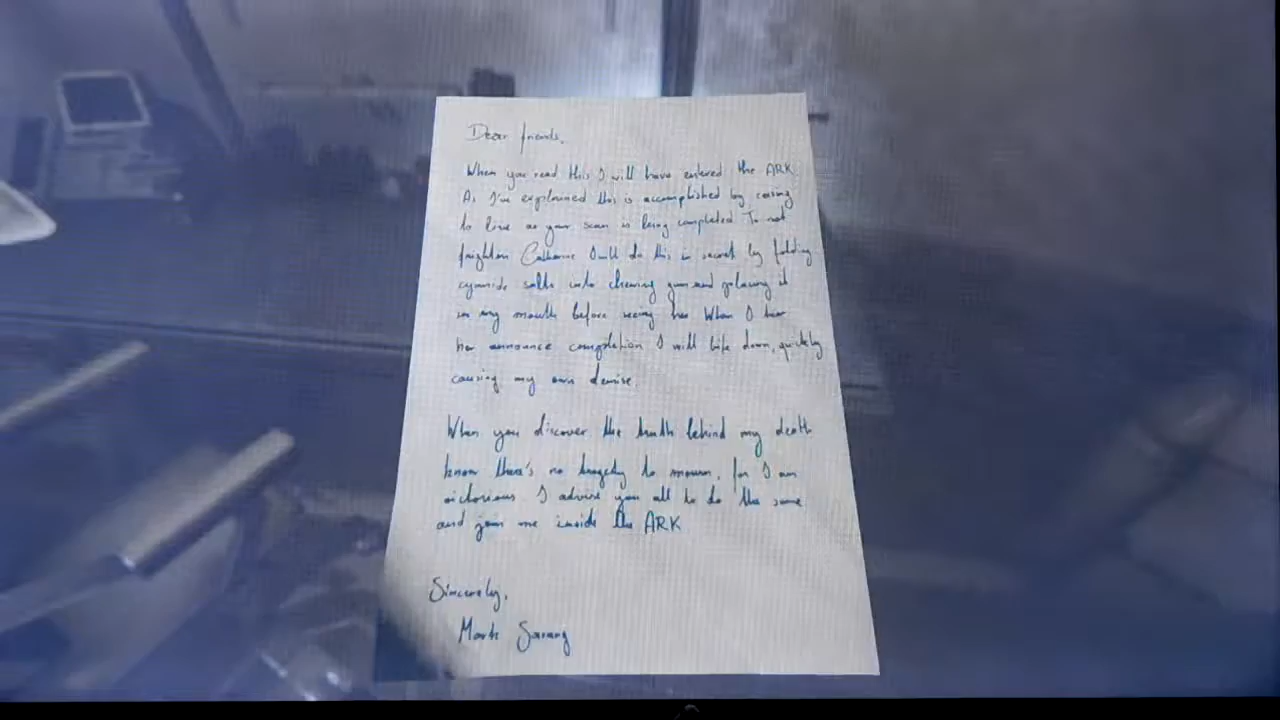 Dear friends,
When you read this I will have entered the ARK.
As I've explained this is accomplished by ceasing
to live as your scan is being completed. To not
frighten Catherine I will do this in secret by folding
cyanide salts into chewing gum and placing it
in my mouth before seeing her. When I hear
her announce completion I will bite down, quickly
causing my own demise.
When you discover the truth behind my death
know there's no tragedy to mourn, for I am
victorious. I advise you all to do the same
and join me inside the ARK
Sincerely,
Mark Sarang